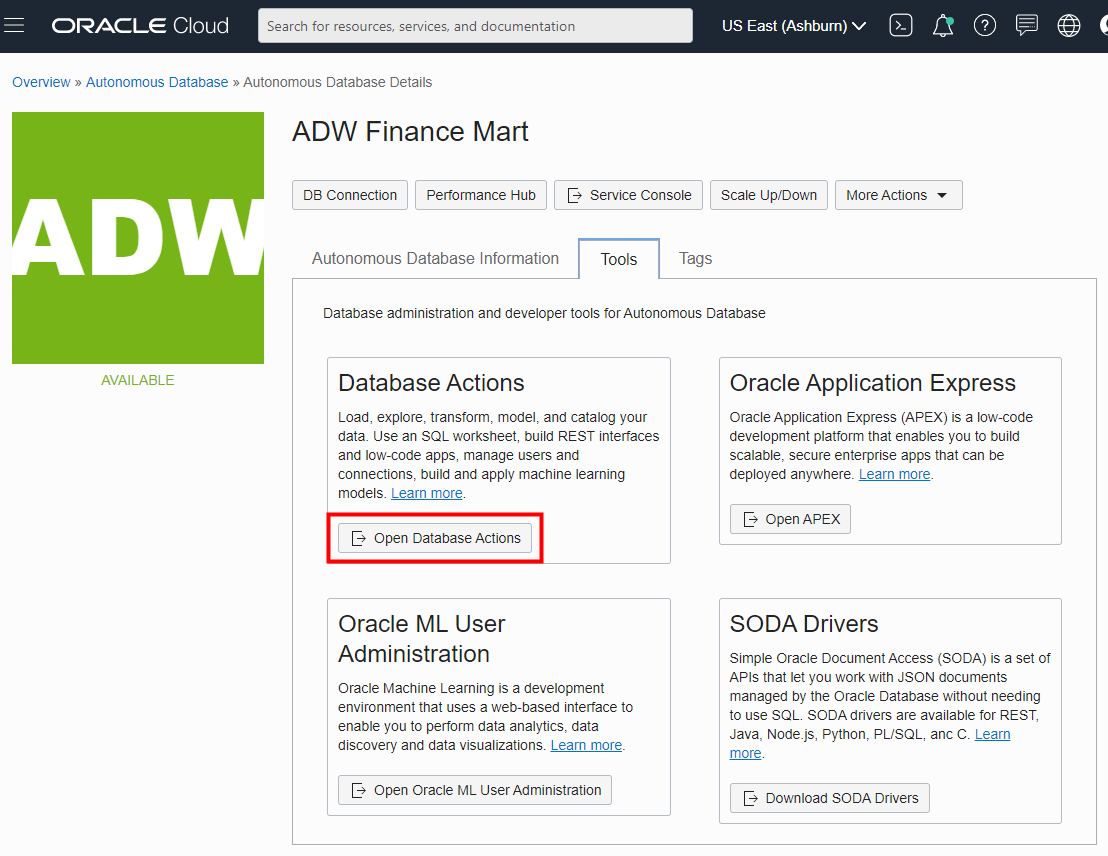 ORACLE Cloud
Search for resources, services, and documentation
US East (Ashburn)
Overview » Autonomous Database » Autonomous Database Details
ADW
AVAILABLE
ADW Finance Mart
DB Connection
Performance Hub
Service Console
Scale Up/Down
More Actions
Autonomous Database Information
Tools
Tags
Database administration and developer tools for Autonomous Database
Database Actions
Load, explore, transform, model, and catalog your
data. Use an SQL worksheet, build REST interfaces
and low-code apps, manage users and
connections, build and apply machine learning
models. Learn more.
Open Database Actions
Oracle Application Express
Oracle Application Express (APEX) is a low-code
development platform that enables you to build
scalable, secure enterprise apps that can be
deployed anywhere. Learn more.
Open APEX
Oracle ML User
Administration
Oracle Machine Learning is a development
environment that uses a web-based interface to
enable you to perform data analytics, data
discovery and data visualizations. Learn more.
Open Oracle ML User Administration
SODA Drivers
Simple Oracle Document Access (SODA) is a set of
APIs that let you work with JSON documents
managed by the Oracle Database without needing
to use SQL. SODA drivers are available for REST,
Java, Node.js, Python, PL/SQL, anc C. Learn
more.
Download SODA Drivers